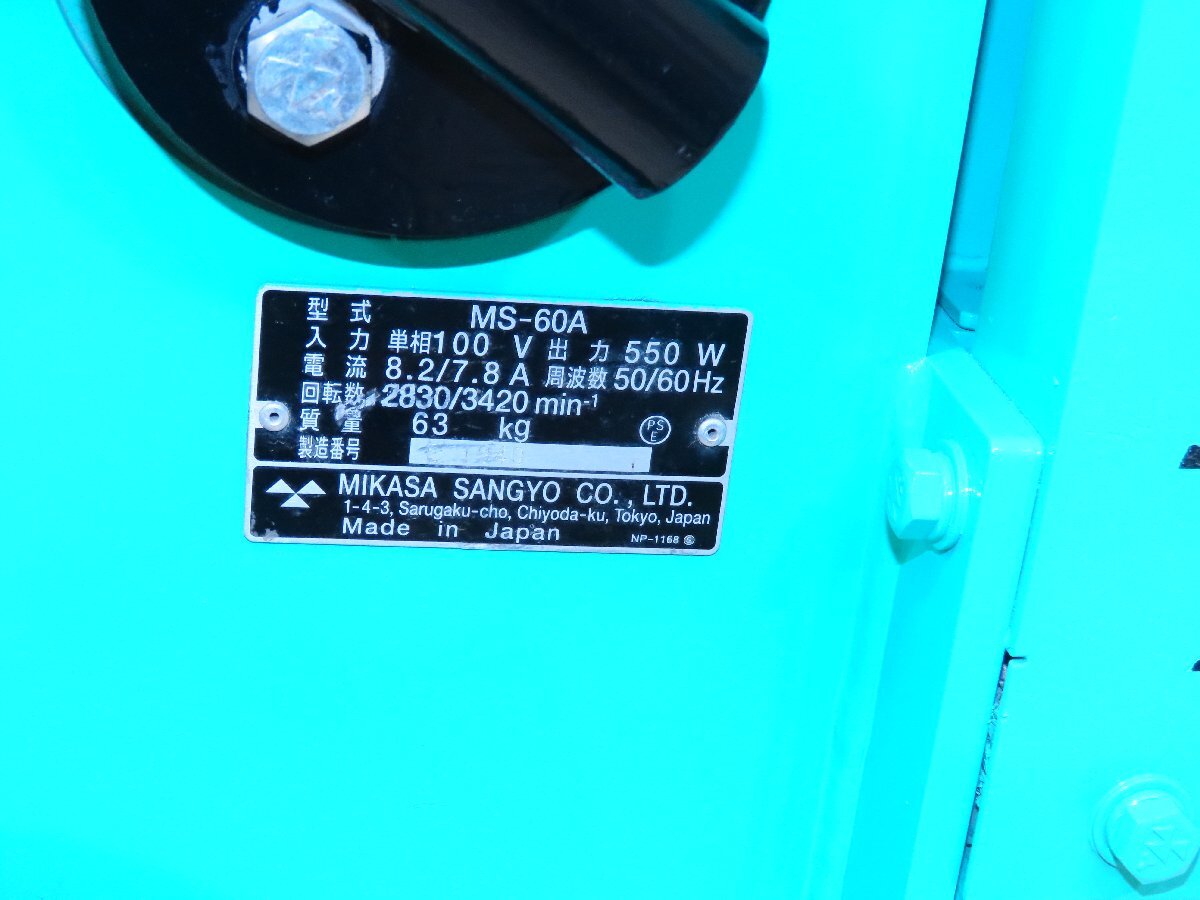 型式 MS-60A
入力 単相100 V 出力 550 W
電流 8.2/7.8 A 周波数 50/60Hz
回転数 2830/3420 min-1
質量 63 kg
PS
E
製造番号
MIKASA SANGYO CO., LTD.
1-4-3, Sarugaku-cho, Chiyoda-ku, Tokyo, Japan
Made in Japan
NP-1168